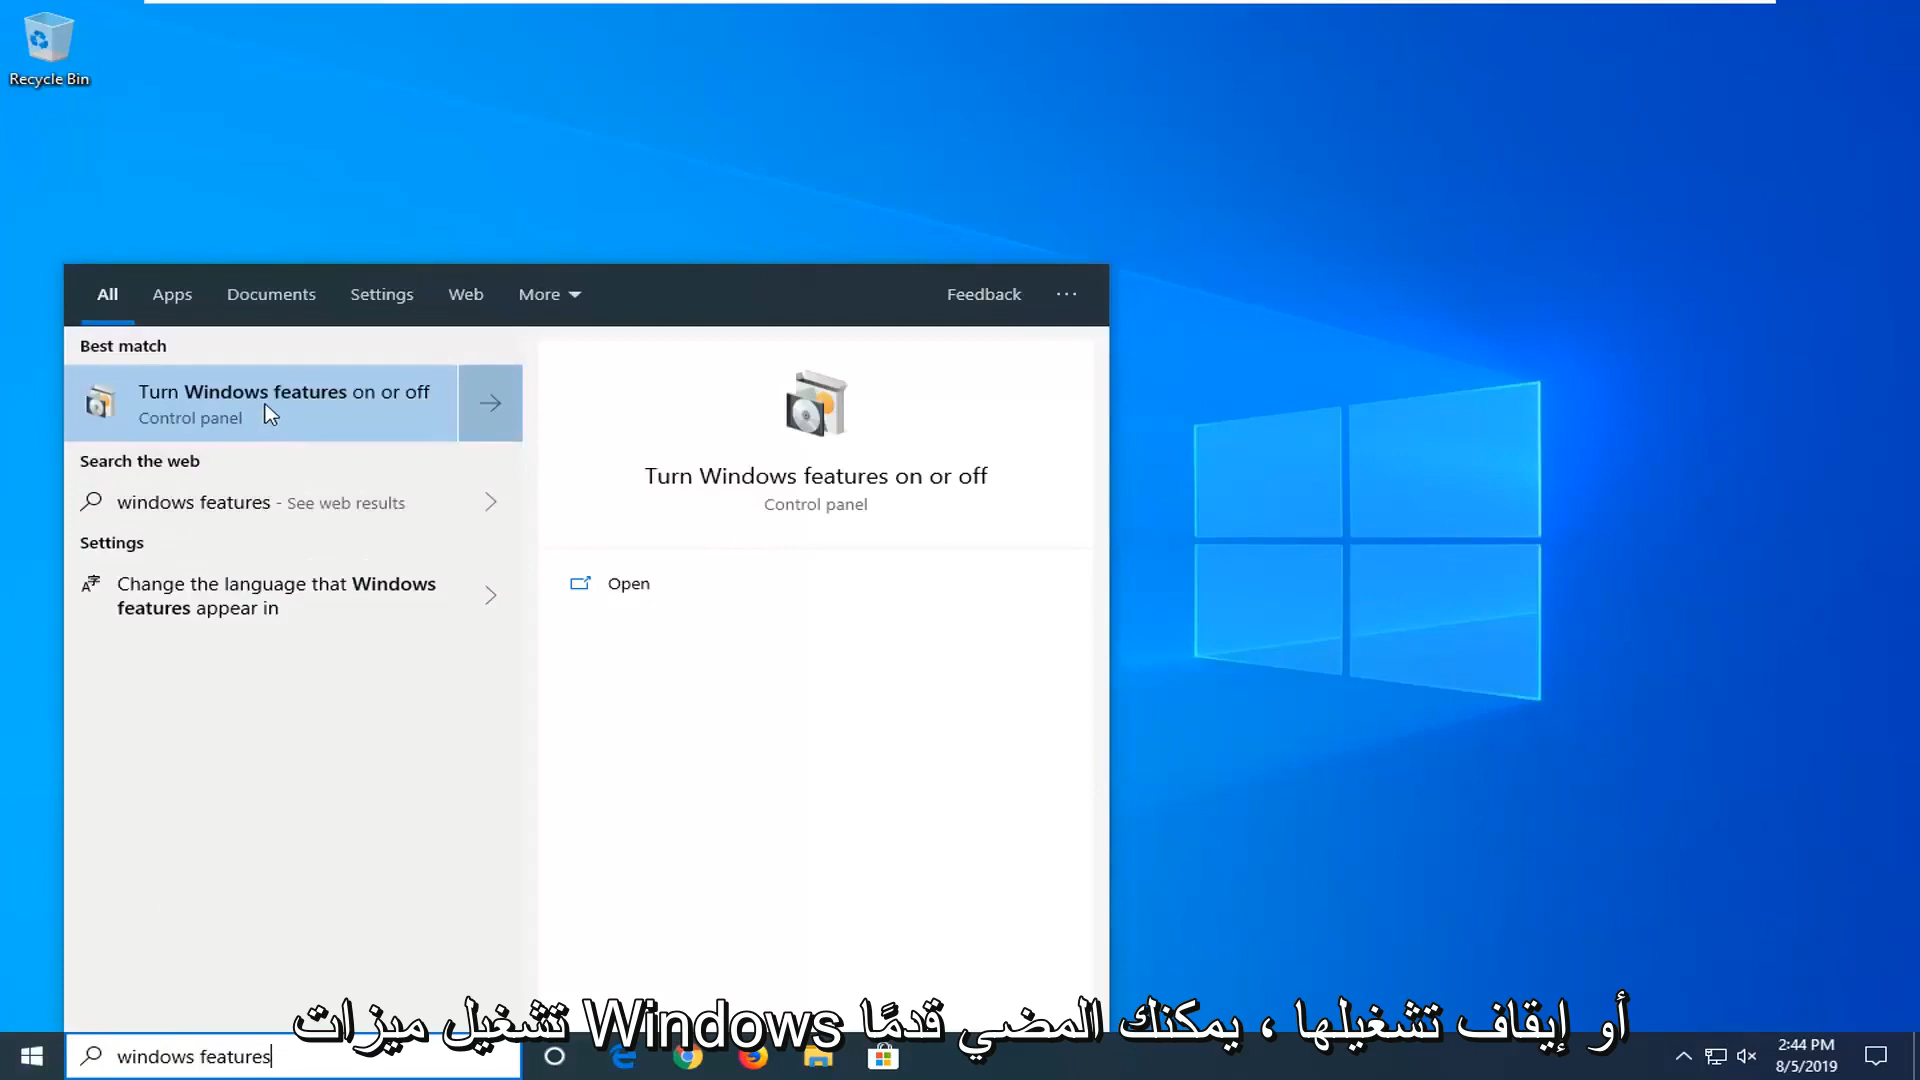 Recycle Bin
All Apps Documents Settings Web More Feedback ...
Best match
Turn Windows features on or off
Control panel
Search the web
windows features - See web results
Settings
Change the language that Windows
features appear in
Turn Windows features on or off
Control panel
Open
تشغيل ميزات Windows أو إيقاف تشغيلها ، يمكنك المضي قدمًا
windows features
2:44 PM
8/5/2019